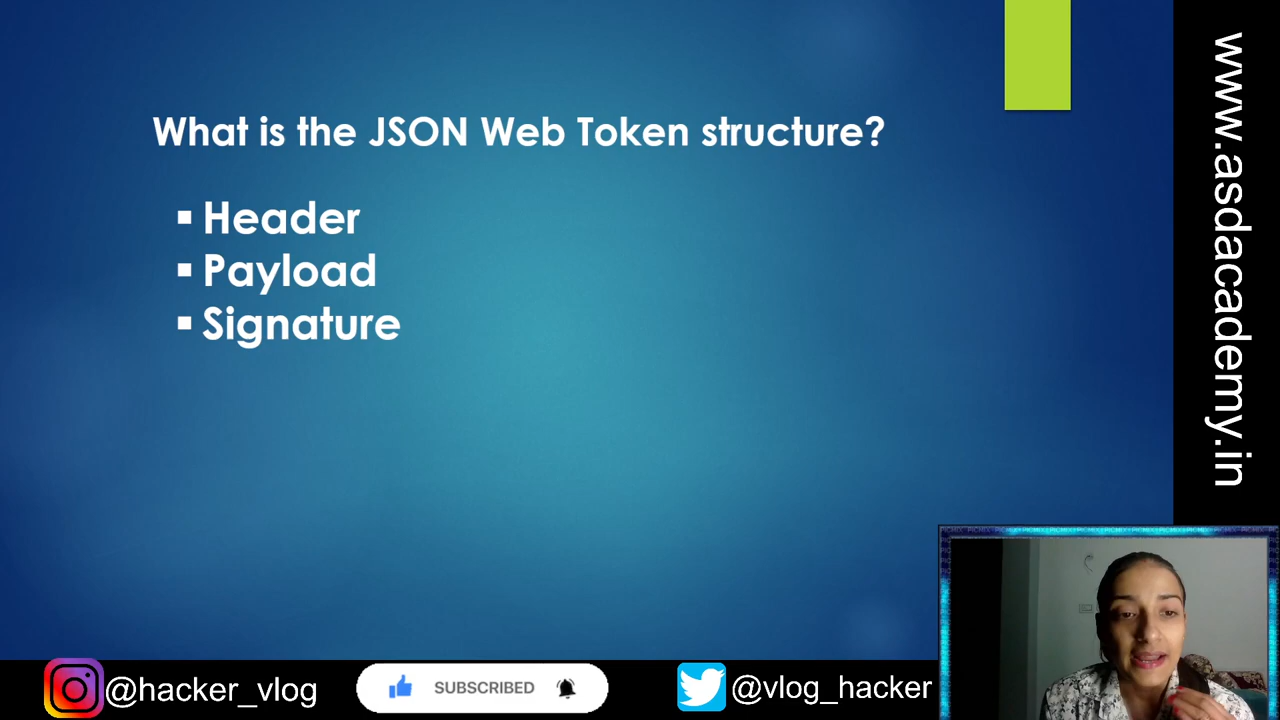 What is the JSON Web Token structure?
▪ Header
▪ Payload
▪ Signature
www.asdacademy.in
@hacker_vlog
SUBSCRIBED
@vlog_hacker